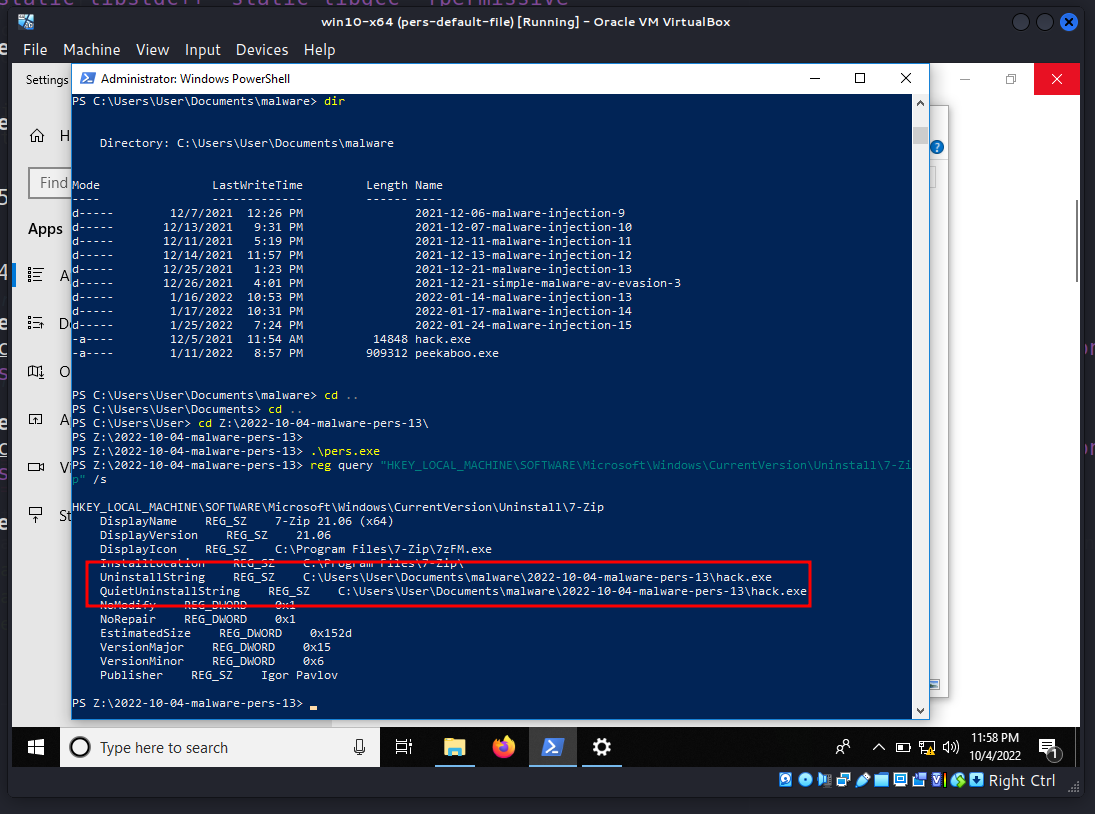 static libstdc++ -static-libgcc -fpermissive
win10-x64 (pers-default-file) [Running] - Oracle VM VirtualBox
File Machine View Input Devices Help
Settings
Administrator: Windows PowerShell
Find
Apps
PS C:\Users\User\Documents\malware> dir
Directory: C:\Users\User\Documents\malware
Mode LastWriteTime Length Name
---- ------------- ------ ----
d----- 12/7/2021 12:26 PM 2021-12-06-malware-injection-9
d----- 12/13/2021 9:31 PM 2021-12-07-malware-injection-10
d----- 12/11/2021 5:19 PM 2021-12-11-malware-injection-11
d----- 12/14/2021 11:57 PM 2021-12-13-malware-injection-12
d----- 12/25/2021 1:23 PM 2021-12-21-malware-injection-13
d----- 12/26/2021 4:01 PM 2021-12-21-simple-malware-av-evasion-3
d----- 1/16/2022 10:53 PM 2022-01-14-malware-injection-13
d----- 1/17/2022 10:31 PM 2022-01-17-malware-injection-14
d----- 1/25/2022 7:24 PM 2022-01-24-malware-injection-15
-a---- 12/5/2021 11:54 AM 14848 hack.exe
-a---- 1/11/2022 8:57 PM 909312 peekaboo.exe
PS C:\Users\User\Documents\malware> cd ..
PS C:\Users\User\Documents> cd ..
PS C:\Users\User> cd Z:\2022-10-04-malware-pers-13\
PS Z:\2022-10-04-malware-pers-13>
PS Z:\2022-10-04-malware-pers-13> .\pers.exe
PS Z:\2022-10-04-malware-pers-13> reg query "HKEY_LOCAL_MACHINE\SOFTWARE\Microsoft\Windows\CurrentVersion\Uninstall\7-Zi
p" /s
HKEY_LOCAL_MACHINE\SOFTWARE\Microsoft\Windows\CurrentVersion\Uninstall\7-Zip
DisplayName REG_SZ 7-Zip 21.06 (x64)
DisplayVersion REG_SZ 21.06
DisplayIcon REG_SZ C:\Program Files\7-Zip\7zFM.exe
InstallLocation REG_SZ C:\Program Files\7-Zip\
UninstallString REG_SZ C:\Users\User\Documents\malware\2022-10-04-malware-pers-13\hack.exe
QuietUninstallString REG_SZ C:\Users\User\Documents\malware\2022-10-04-malware-pers-13\hack.exe
NoModify REG_DWORD 0x1
NoRepair REG_DWORD 0x1
EstimatedSize REG_DWORD 0x152d
VersionMajor REG_DWORD 0x15
VersionMinor REG_DWORD 0x6
Publisher REG_SZ Igor Pavlov
PS Z:\2022-10-04-malware-pers-13>
Type here to search
11:58 PM
10/4/2022
1
Right Ctrl